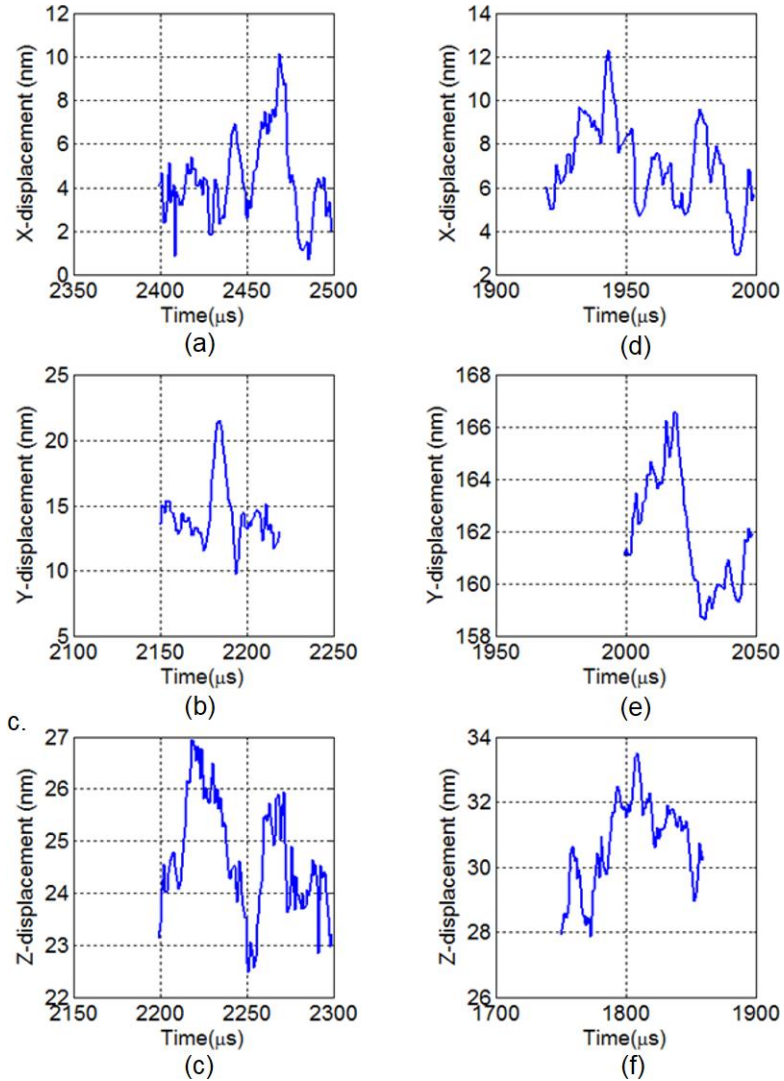 12
10
8
6
4
2
0
2350 2400 2450 2500
X-displacement (nm)
Time(μs)
(a)
14
12
10
8
6
4
2
1900 1950 2000
X-displacement (nm)
Time(μs)
(d)
25
20
15
10
5
2100 2150 2200 2250
Y-displacement (nm)
Time(μs)
(b)
168
166
164
162
160
158
1950 2000 2050
Y-displacement (nm)
Time(μs)
(e)
c.
27
26
25
24
23
22
2150 2200 2250 2300
Z-displacement (nm)
Time(μs)
(c)
34
32
30
28
26
1700 1800 1900
Z-displacement (nm)
Time(μs)
(f)